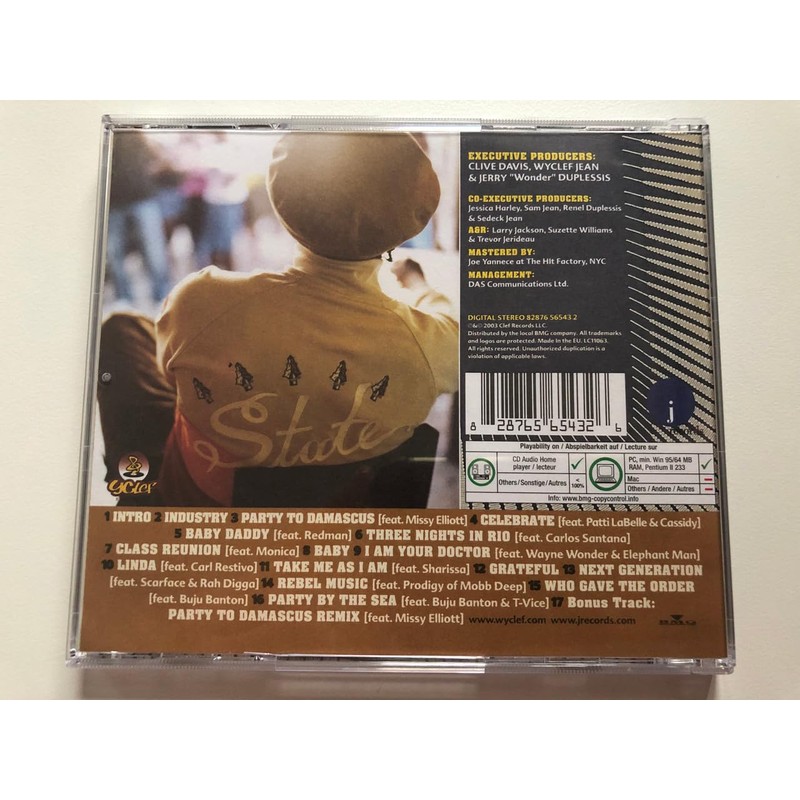 EXECUTIVE PRODUCERS:
CLIVE DAVIS, WYCLEF JEAN
& JERRY "Wonder" DUPLESSIS
CO-EXECUTIVE PRODUCERS:
Jessica Harley, Sam Jean, Renel Duplessis
& Sedeck Jean
A&R: Larry Jackson, Suzette Williams
& Trevor Jerideau
MASTERED BY:
Joe Yannece at The Hit Factory, NYC
MANAGEMENT:
DAS Communications Ltd.
DIGITAL STEREO 82876 56543 2
℗&© 2003 Clef Records LLC.
Distributed by the local BMG company. All trademarks
and logos are protected. Made in the EU. LC11063.
All rights reserved. Unauthorized duplication is a
violation of applicable laws.
8 28765 65432 6
j
Playability on / Abspielbarkeit auf / Lecture sur
CD Audio Home
player / lecteur
Others/Sonstige/Autres
< 100%
PC, min. Win 95/64 MB
RAM, Pentium II 233
Mac
Others / Andere / Autres
Info: www.bmg-copycontrol.info
State
YClef
1 INTRO 2 INDUSTRY 3 PARTY TO DAMASCUS [feat. Missy Elliott] 4 CELEBRATE [feat. Patti LaBelle & Cassidy]
5 BABY DADDY [feat. Redman] 6 THREE NIGHTS IN RIO [feat. Carlos Santana]
7 CLASS REUNION [feat. Monica] 8 BABY 9 I AM YOUR DOCTOR [feat. Wayne Wonder & Elephant Man]
10 LINDA [feat. Carl Restivo] 11 TAKE ME AS I AM [feat. Sharissa] 12 GRATEFUL 13 NEXT GENERATION
[feat. Scarface & Rah Digga] 14 REBEL MUSIC [feat. Prodigy of Mobb Deep] 15 WHO GAVE THE ORDER
[feat. Buju Banton] 16 PARTY BY THE SEA [feat. Buju Banton & T-Vice] 17 Bonus Track:
PARTY TO DAMASCUS REMIX [feat. Missy Elliott] www.wyclef.com www.jrecords.com
BMG